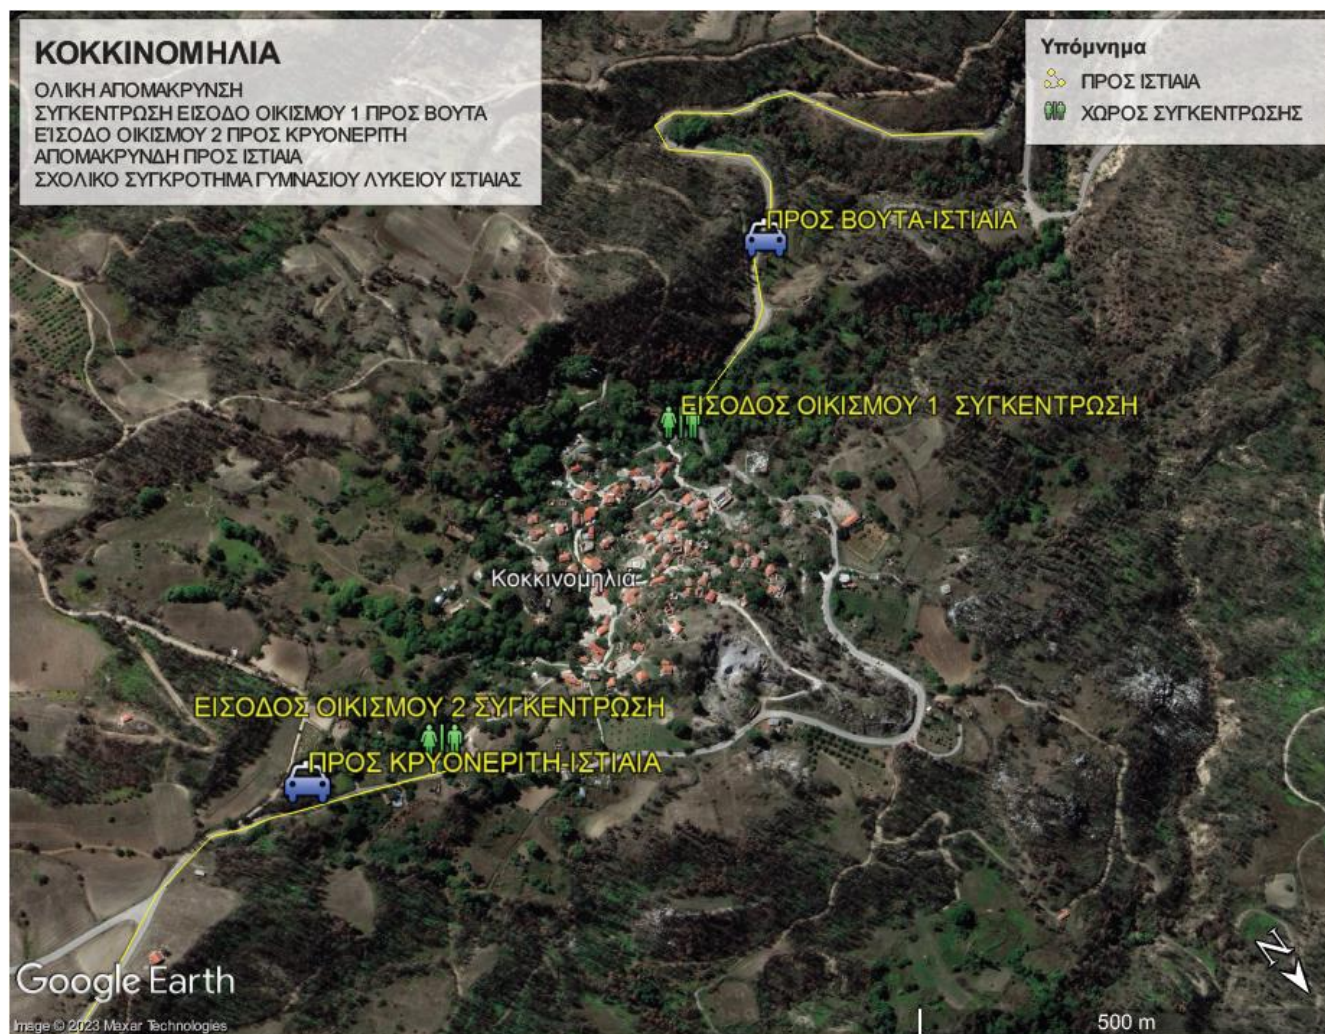 ΚΟΚΚΙΝΟΜΗΛΙΑ
ΟΛΙΚΗ ΑΠΟΜΑΚΡΥΝΣΗ
ΣΥΓΚΕΝΤΡΩΣΗ ΕΙΣΟΔΟ ΟΙΚΙΣΜΟΥ 1 ΠΡΟΣ ΒΟΥΤΑ
ΕΊΣΟΔΟ ΟΙΚΙΣΜΟΥ 2 ΠΡΟΣ ΚΡΥΟΝΕΡΙΤΗ
ΑΠΟΜΑΚΡΥΝΔΗ ΠΡΟΣ ΙΣΤΙΑΙΑ
ΣΧΟΛΙΚΟ ΣΥΓΚΡΟΤΗΜΑ ΓΥΜΝΑΣΙΟΥ ΛΥΚΕΙΟΥ ΙΣΤΙΑΙΑΣ
Υπόμνημα
ΠΡΟΣ ΙΣΤΙΑΙΑ
ΧΩΡΟΣ ΣΥΓΚΕΝΤΡΩΣΗΣ
ΠΡΟΣ ΒΟΥΤΑ-ΙΣΤΙΑΙΑ
ΕΙΣΟΔΟΣ ΟΙΚΙΣΜΟΥ 1 ΣΥΓΚΕΝΤΡΩΣΗ
Κοκκινομηλιά
ΕΙΣΟΔΟΣ ΟΙΚΙΣΜΟΥ 2 ΣΥΓΚΕΝΤΡΩΣΗ
ΠΡΟΣ ΚΡΥΟΝΕΡΙΤΗ-ΙΣΤΙΑΙΑ
Google Earth
Image © 2023 Maxar Technologies
N
500 m